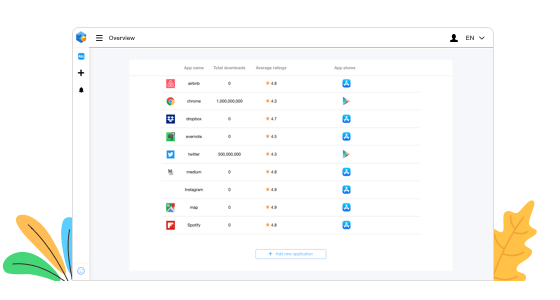 Overview
EN
App name Total downloads Average ratings App stores
airbnb 0 4.8
chrome 1,000,000,000 4.3
dropbox 0 4.7
evernote 0 4.5
twitter 000,000,000 4.3
medium 0 4.8
Instagram 0 4.8
map 0 4.9
Spotify 0 4.8
+ Add new application